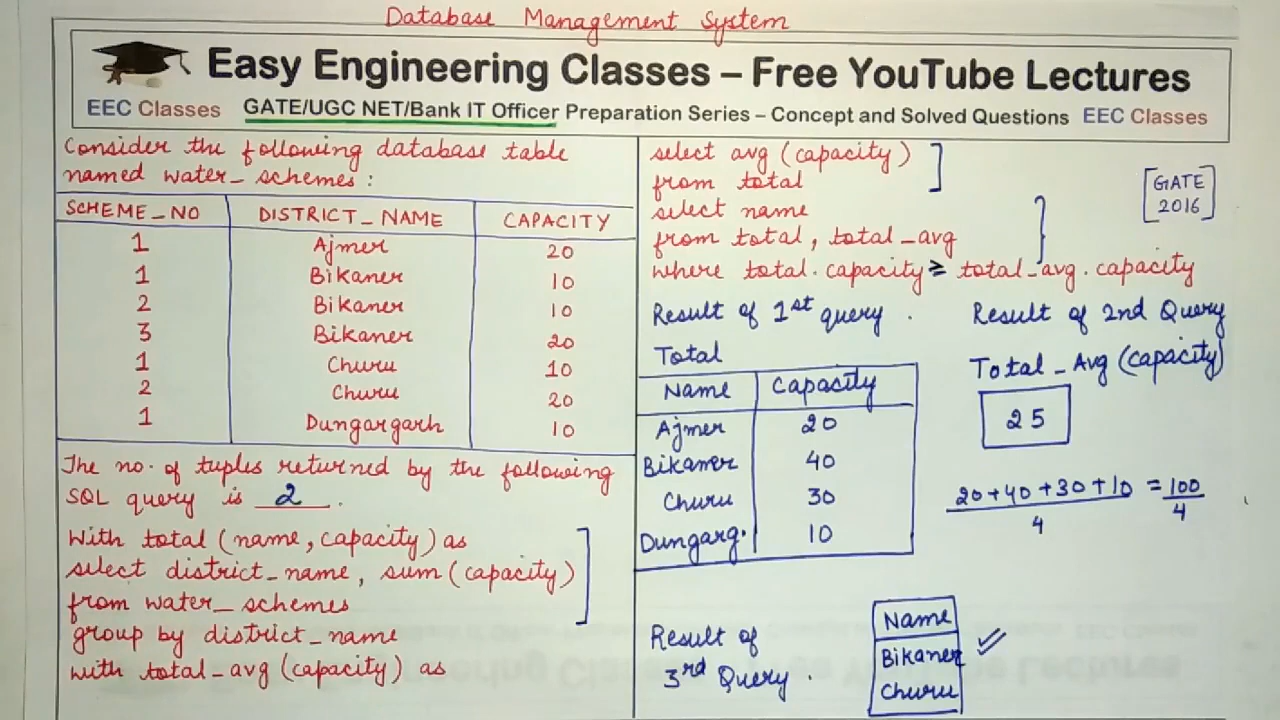 Database Management System
Easy Engineering Classes – Free YouTube Lectures
EEC Classes GATE/UGC NET/Bank IT Officer Preparation Series – Concept and Solved Questions EEC Classes
Consider the following database table
named water_schemes :
SCHEME_NO DISTRICT_NAME CAPACITY
1 Ajmer 20
1 Bikaner 10
2 Bikaner 10
3 Bikaner 20
1 Churu 10
2 Churu 20
1 Dungargarh 10
The no. of tuples returned by the following
SQL query is 2 .
With total (name, capacity) as
select district_name, sum (capacity)
from water_schemes
group by district_name
with total_avg (capacity) as
select avg (capacity)
from total
select name
from total, total_avg
where total.capacity ≥ total_avg.capacity
[GATE
2016]
Result of 1st query .
Total
Name Capacity
Ajmer 20
Bikaner 40
Churu 30
Dungarg. 10
Result of 2nd Query
Total_Avg (capacity)
25
20+40+30+10 = 100
4 4
Result of
3rd Query .
Name
Bikaner
Churu